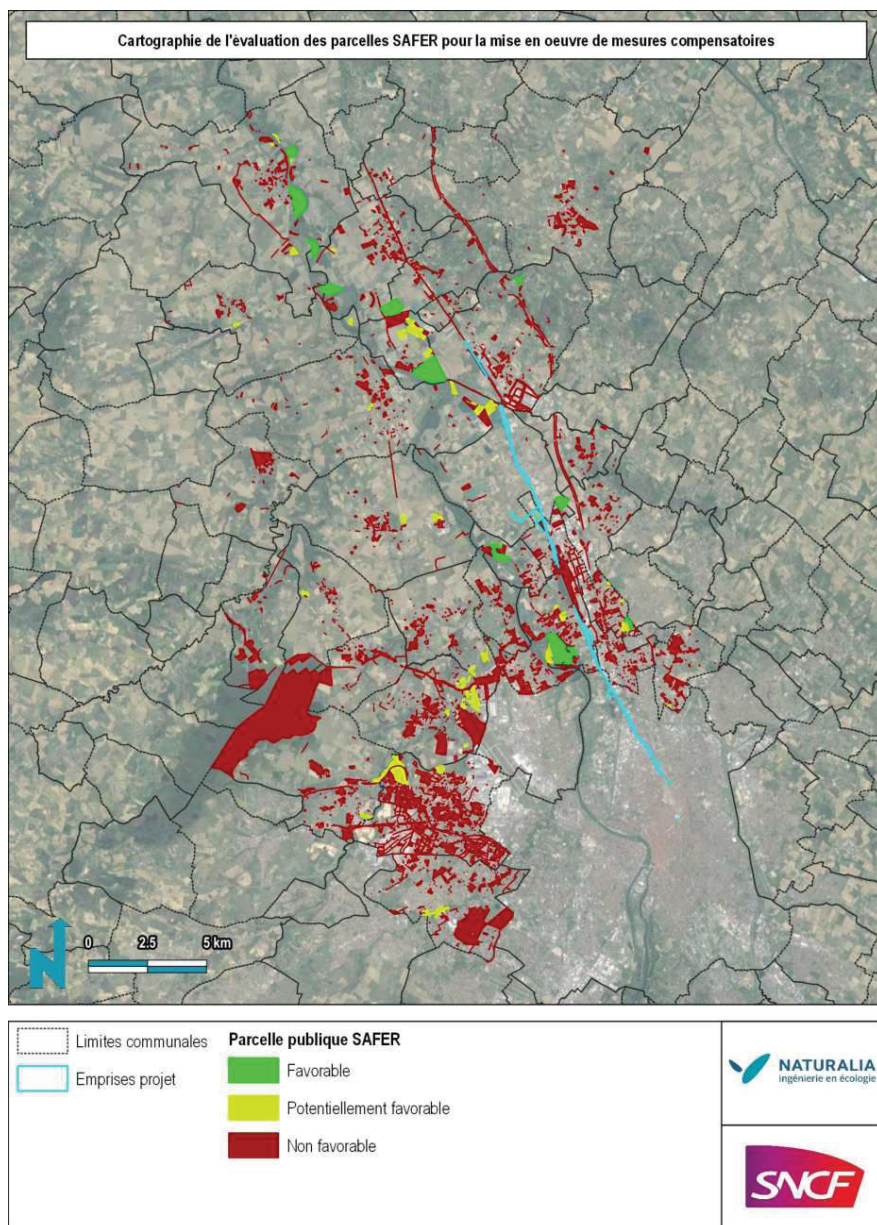 Cartographie de l'évaluation des parcelles SAFER pour la mise en oeuvre de mesures compensatoires
N
0 2.5 5 km
Limites communales
Emprises projet
Parcelle publique SAFER
Favorable
Potentiellement favorable
Non favorable
NATURALIA
ingénierie en écologie
SNCF